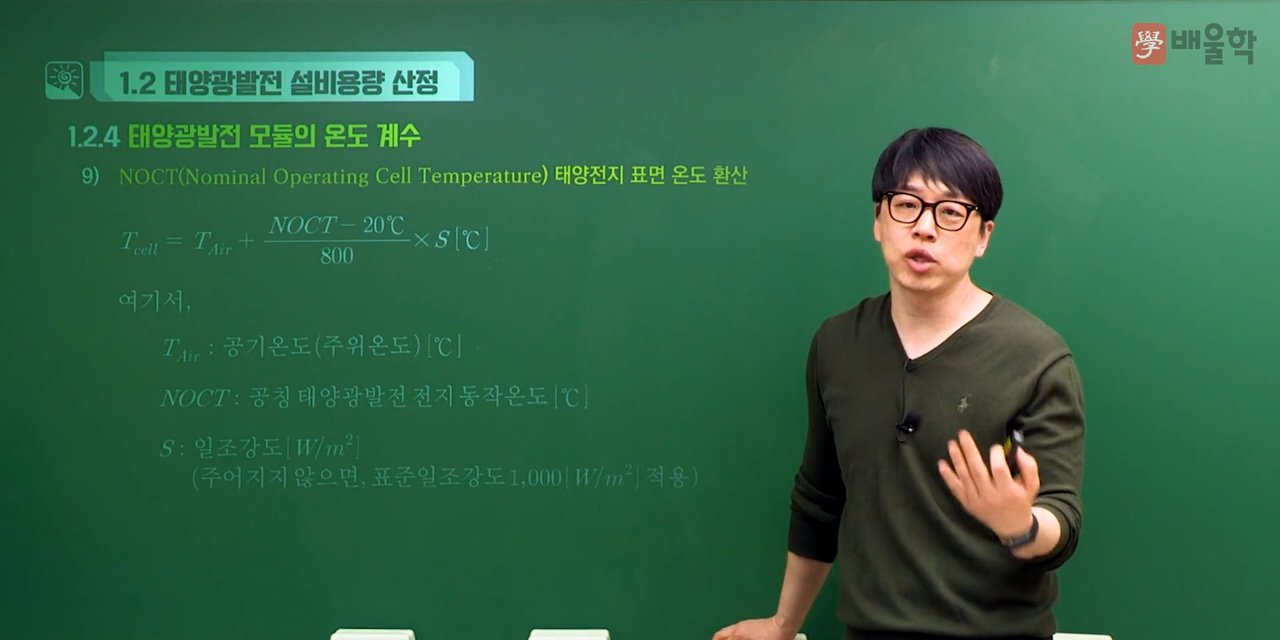 學 배울학
1.2 태양광발전 설비용량 산정
1.2.4 태양광발전 모듈의 온도 계수
9) NOCT(Nominal Operating Cell Temperature) 태양전지 표면 온도 환산
T_cell = T_Air + (NOCT − 20℃)/800 × S [℃]
여기서,
T_Air : 공기온도(주위온도) [℃]
NOCT : 공칭 태양광발전 전지 동작온도 [℃]
S : 일조강도[W/m²]
(주어지지 않으면, 표준일조강도 1,000[W/m²] 적용)